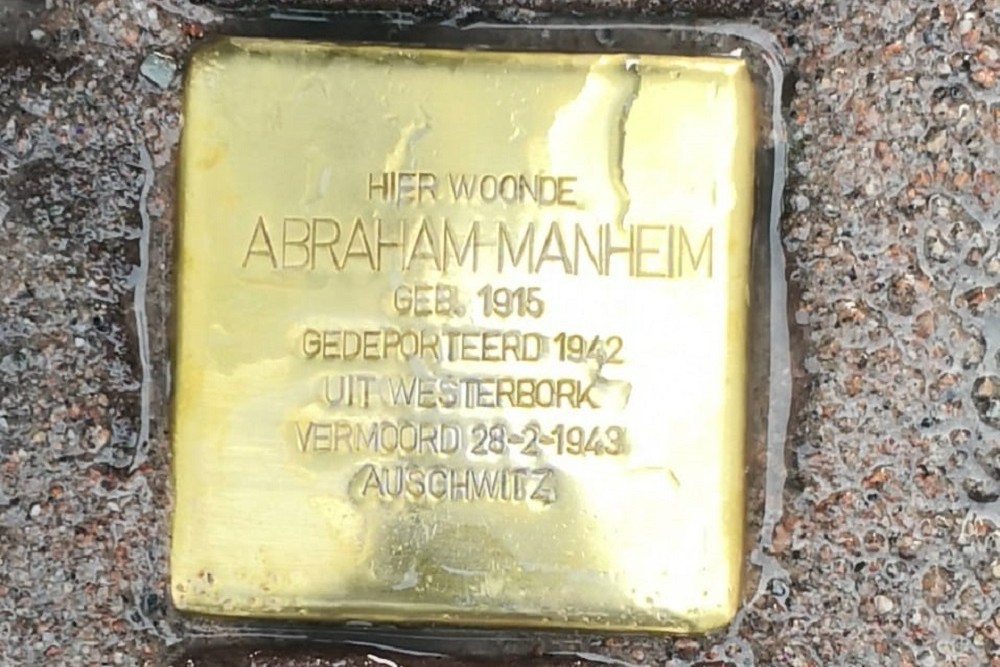 HIER WOONDE
ABRAHAM MANHEIM
GEB. 1915
GEDEPORTEERD 1942
UIT WESTERBORK
VERMOORD 28-2-1943
AUSCHWITZ